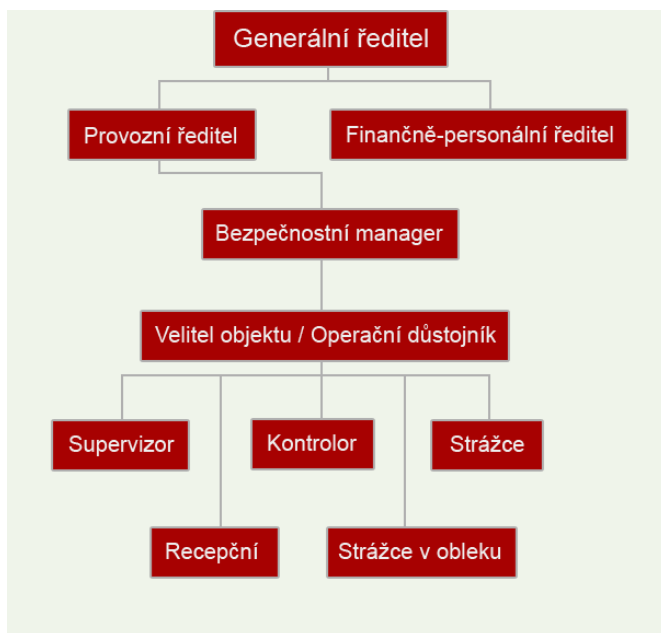 Generální ředitel
Provozní ředitel
Finančně-personální ředitel
Bezpečnostní manager
Velitel objektu / Operační důstojník
Supervizor
Kontrolor
Strážce
Recepční
Strážce v obleku